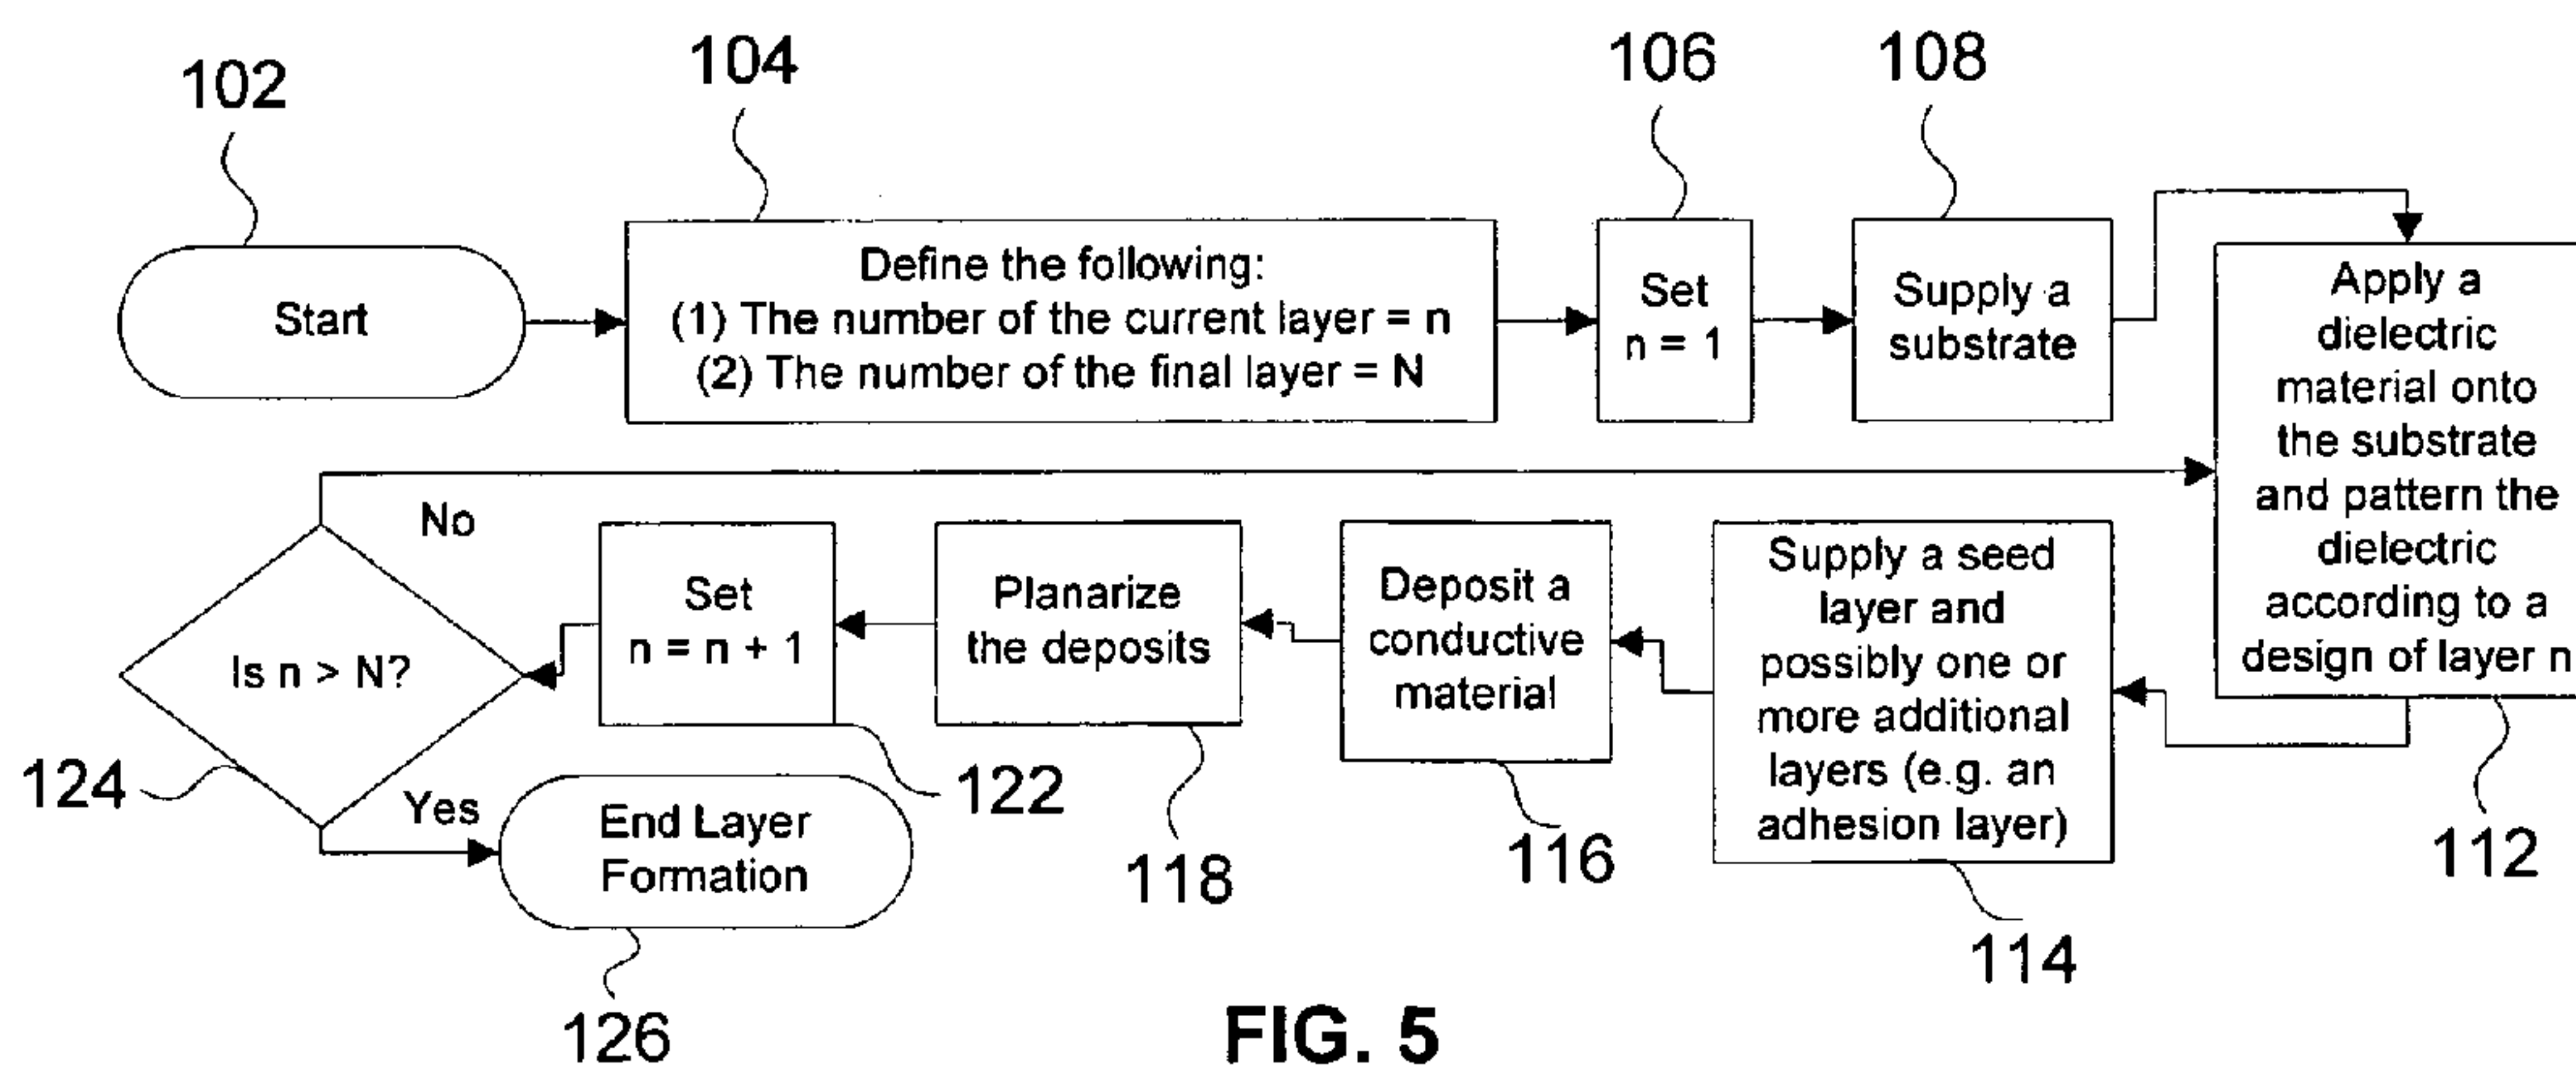 102
104
106
108
Start
Define the following:
(1) The number of the current layer = n
(2) The number of the final layer = N
Set
n = 1
Supply a
substrate
Apply a
dielectric
material onto
the substrate
and pattern the
dielectric
according to a
design of layer n
112
Supply a seed
layer and
possibly one or
more additional
layers (e.g. an
adhesion layer)
114
Deposit a
conductive
material
116
Planarize
the deposits
118
Set
n = n + 1
122
No
Is n > N?
124
Yes
End Layer
Formation
126
FIG. 5